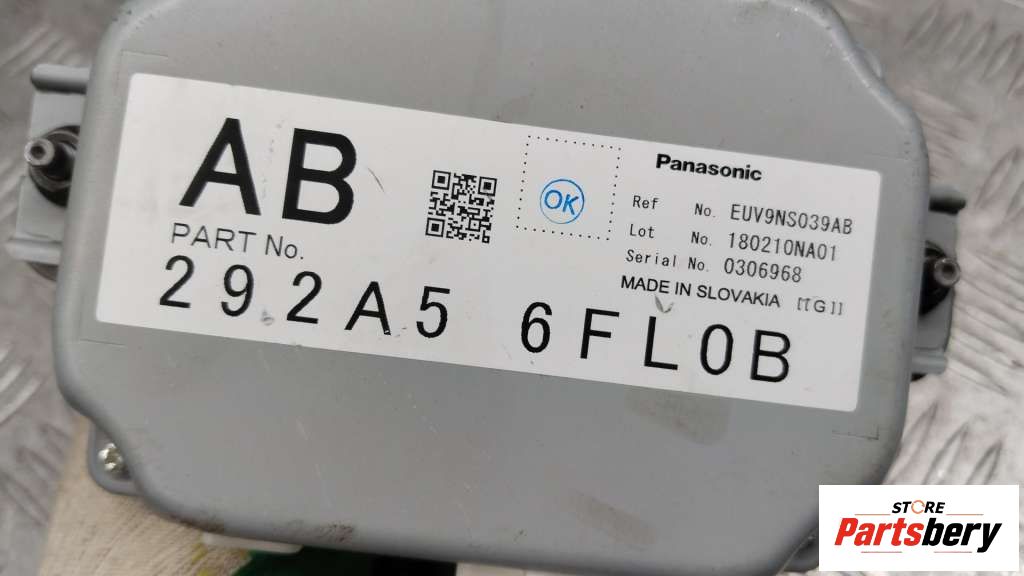 AB
PART No.
292A5 6FL0B
OK
Panasonic
Ref No. EUV9NS039AB
Lot No. 180210NA01
Serial No. 0306968
MADE IN SLOVAKIA [[G]]
STORE
Partsbery